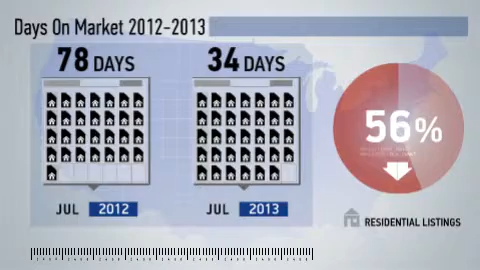 Days On Market 2012-2013
78 DAYS
34 DAYS
56%
JUL 2012
JUL 2013
RESIDENTIAL LISTINGS